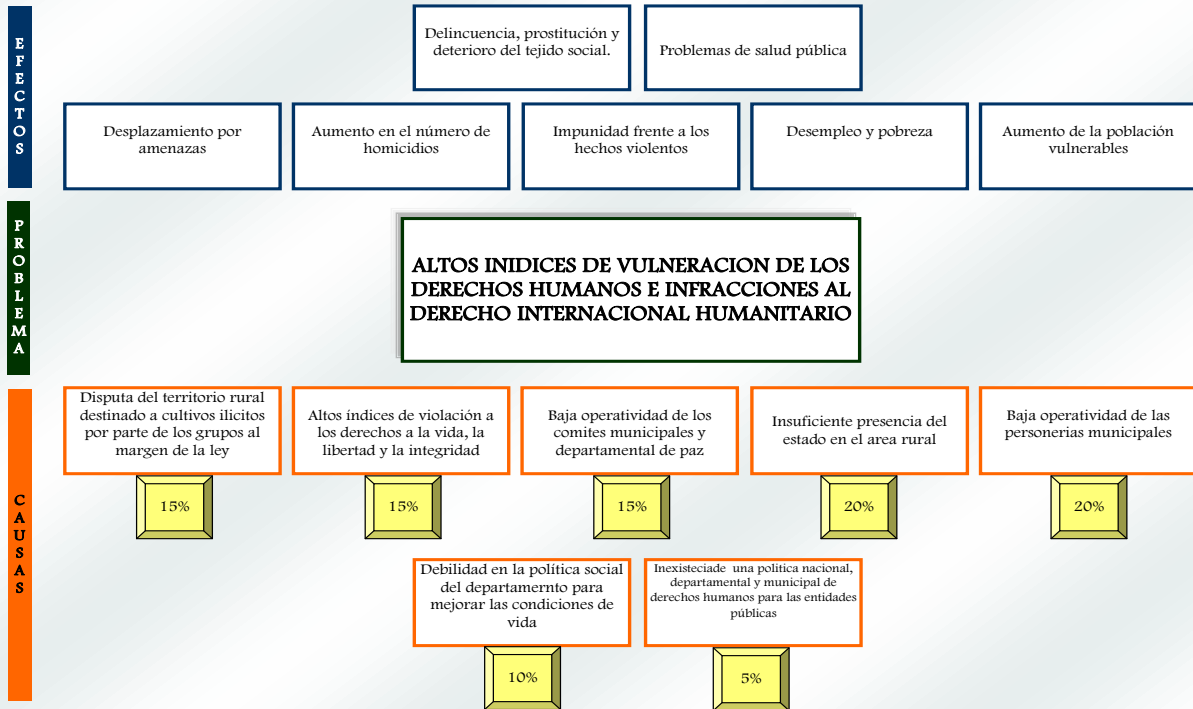 EFECTOS
Delincuencia, prostitución y
deterioro del tejido social.
Problemas de salud pública
Desplazamiento por
amenazas
Aumento en el número de
homicidios
Impunidad frente a los
hechos violentos
Desempleo y pobreza
Aumento de la población
vulnerables
PROBLEMA
ALTOS INIDICES DE VULNERACION DE LOS
DERECHOS HUMANOS E INFRACCIONES AL
DERECHO INTERNACIONAL HUMANITARIO
CAUSAS
Disputa del territorio rural
destinado a cultivos ilicitos
por parte de los grupos al
margen de la ley
15%
Altos índices de violación a
los derechos a la vida, la
libertad y la integridad
15%
Baja operatividad de los
comites municipales y
departamental de paz
15%
Insuficiente presencia del
estado en el area rural
20%
Baja operatividad de las
personerias municipales
20%
Debilidad en la política social
del departamernto para
mejorar las condiciones de
vida
10%
Inexisteciade una politica nacional,
departamental y municipal de
derechos humanos para las entidades
públicas
5%